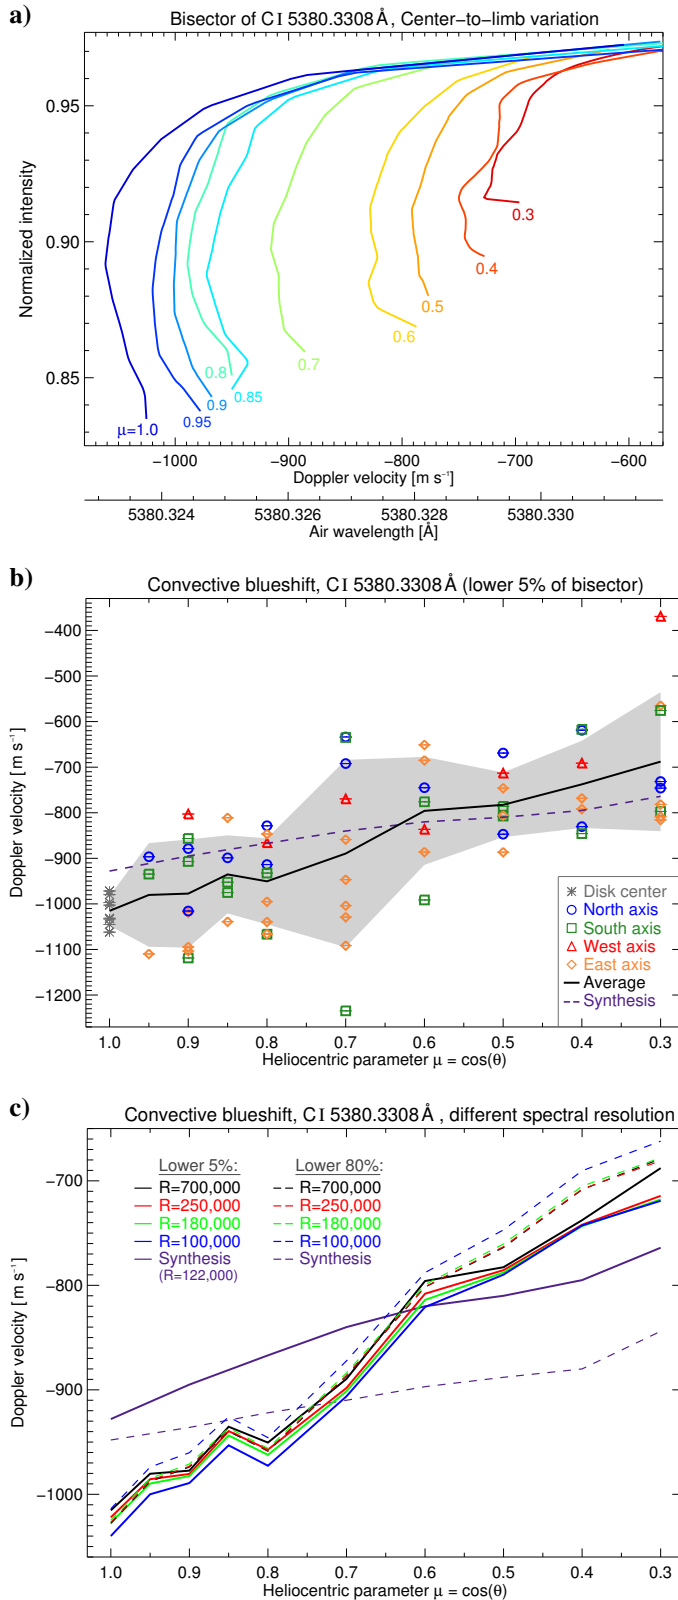 a)
Bisector of C I 5380.3308 Å, Center-to-limb variation
Normalized intensity
0.95
0.90
0.85
0.3
0.4
0.5
0.6
0.7
0.8
0.85
0.9
0.95
μ=1.0
−1000 −900 −800 −700 −600
Doppler velocity [m s⁻¹]
5380.324 5380.326 5380.328 5380.330
Air wavelength [Å]
b)
Convective blueshift, C I 5380.3308 Å (lower 5% of bisector)
Doppler velocity [m s⁻¹]
−400
−500
−600
−700
−800
−900
−1000
−1100
−1200
Disk center
North axis
South axis
West axis
East axis
Average
Synthesis
1.0 0.9 0.8 0.7 0.6 0.5 0.4 0.3
Heliocentric parameter μ = cos(θ)
c)
Convective blueshift, C I 5380.3308 Å , different spectral resolution
Doppler velocity [m s⁻¹]
−700
−800
−900
−1000
Lower 5%: Lower 80%:
R=700,000 R=700,000
R=250,000 R=250,000
R=180,000 R=180,000
R=100,000 R=100,000
Synthesis Synthesis
(R=122,000)
1.0 0.9 0.8 0.7 0.6 0.5 0.4 0.3
Heliocentric parameter μ = cos(θ)